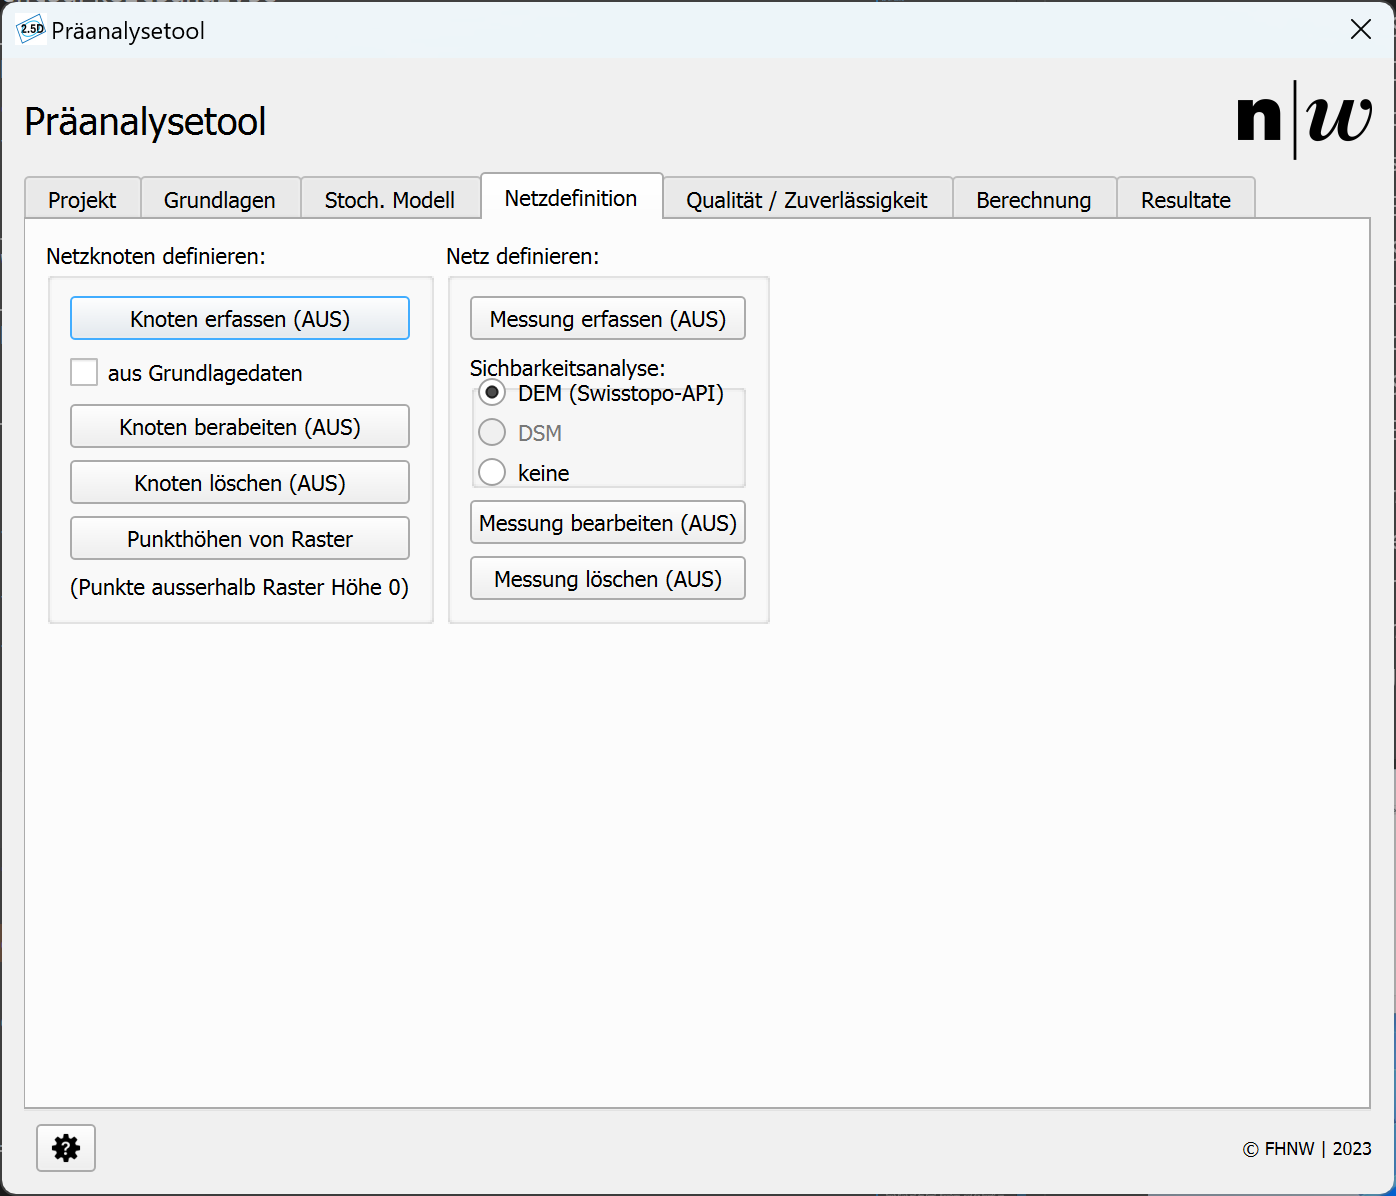 2.5D Präanalysetool
Präanalysetool
n|w
Projekt Grundlagen Stoch. Modell Netzdefinition Qualität / Zuverlässigkeit Berechnung Resultate
Netzknoten definieren:
Knoten erfassen (AUS)
aus Grundlagedaten
Knoten berabeiten (AUS)
Knoten löschen (AUS)
Punkthöhen von Raster
(Punkte ausserhalb Raster Höhe 0)
Netz definieren:
Messung erfassen (AUS)
Sichbarkeitsanalyse:
DEM (Swisstopo-API)
DSM
keine
Messung bearbeiten (AUS)
Messung löschen (AUS)
?
© FHNW | 2023